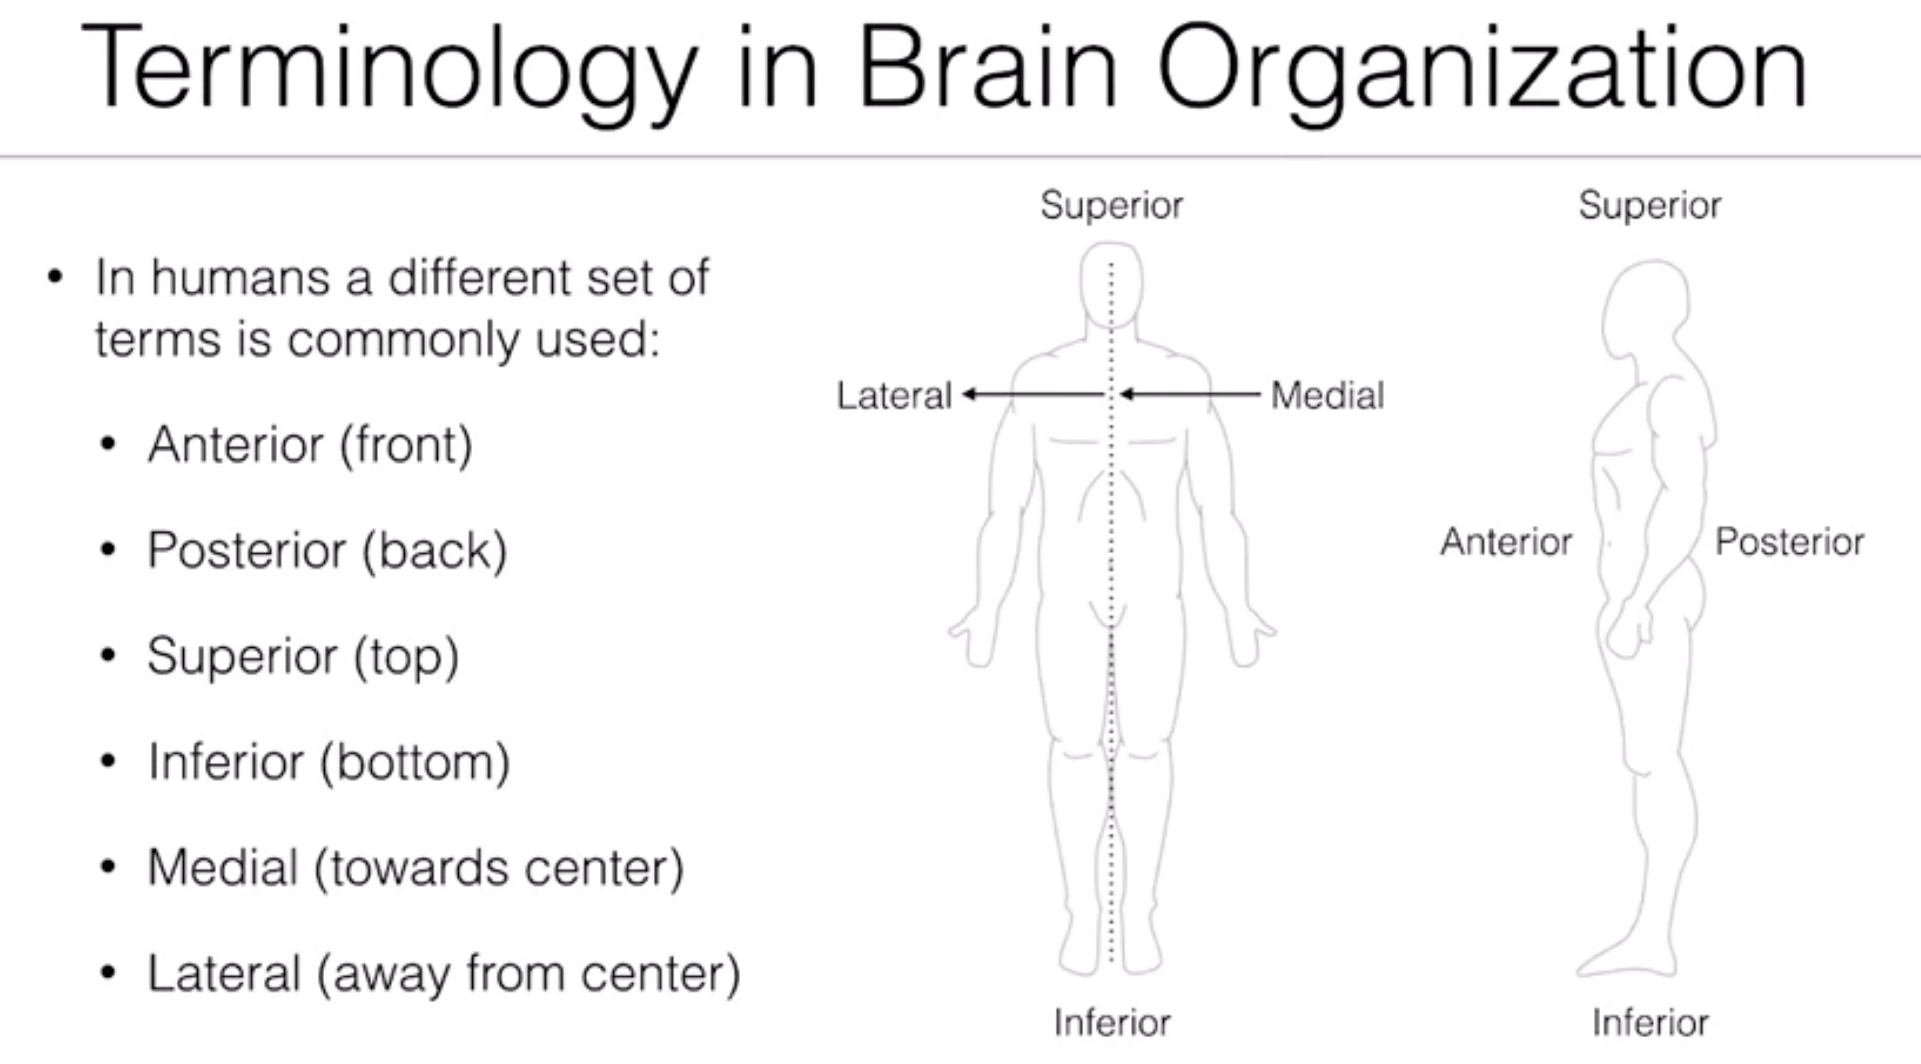 Terminology in Brain Organization
• In humans a different set of
terms is commonly used:
• Anterior (front)
• Posterior (back)
• Superior (top)
• Inferior (bottom)
• Medial (towards center)
• Lateral (away from center)
Superior
Lateral
Medial
Inferior
Superior
Anterior
Posterior
Inferior